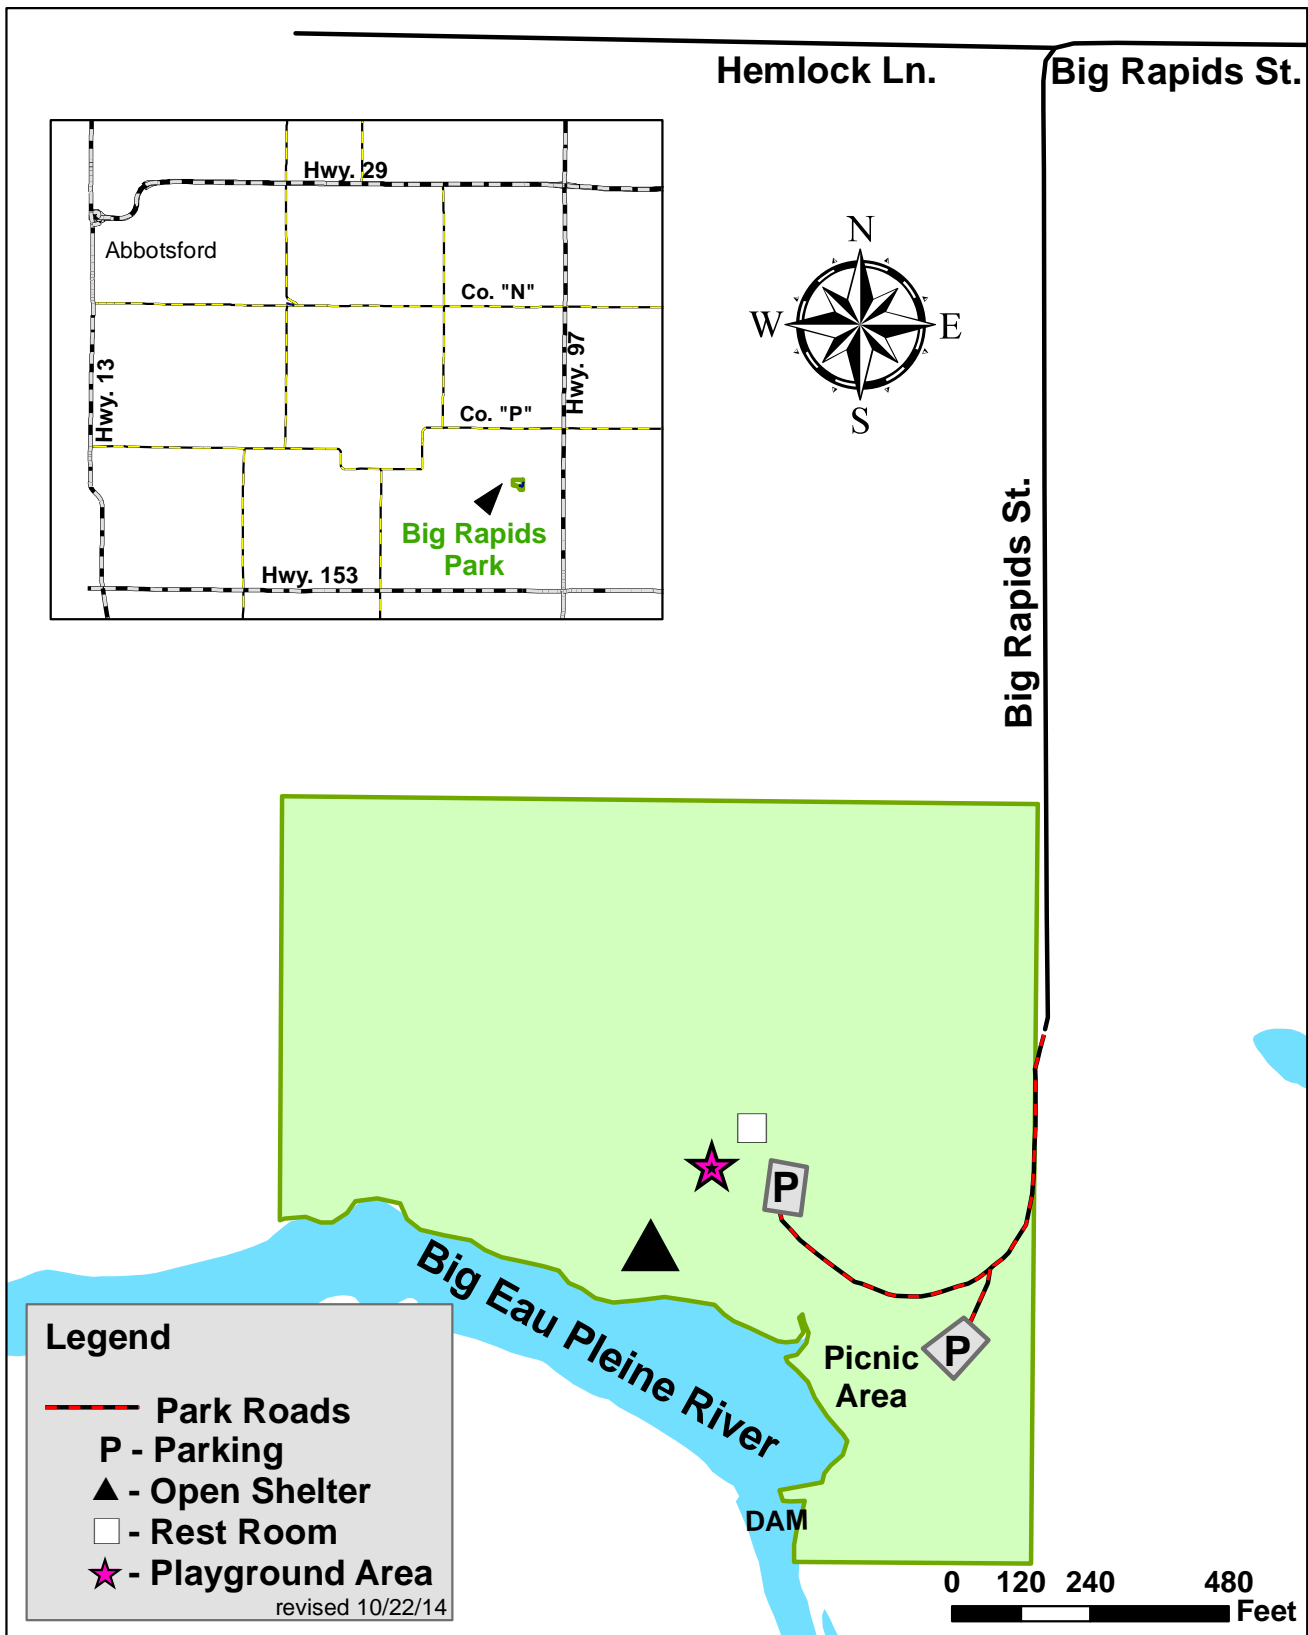 Hemlock Ln.
Big Rapids St.
Hwy. 29
Abbotsford
Co. "N"
Hwy. 13
Hwy. 97
Co. "P"
Big Rapids
Park
Hwy. 153
N
W
E
S
Big Rapids St.
P
Big Eau Pleine River
Picnic
Area
P
DAM
Legend
Park Roads
P - Parking
- Open Shelter
- Rest Room
- Playground Area
revised 10/22/14
0 120 240 480
Feet